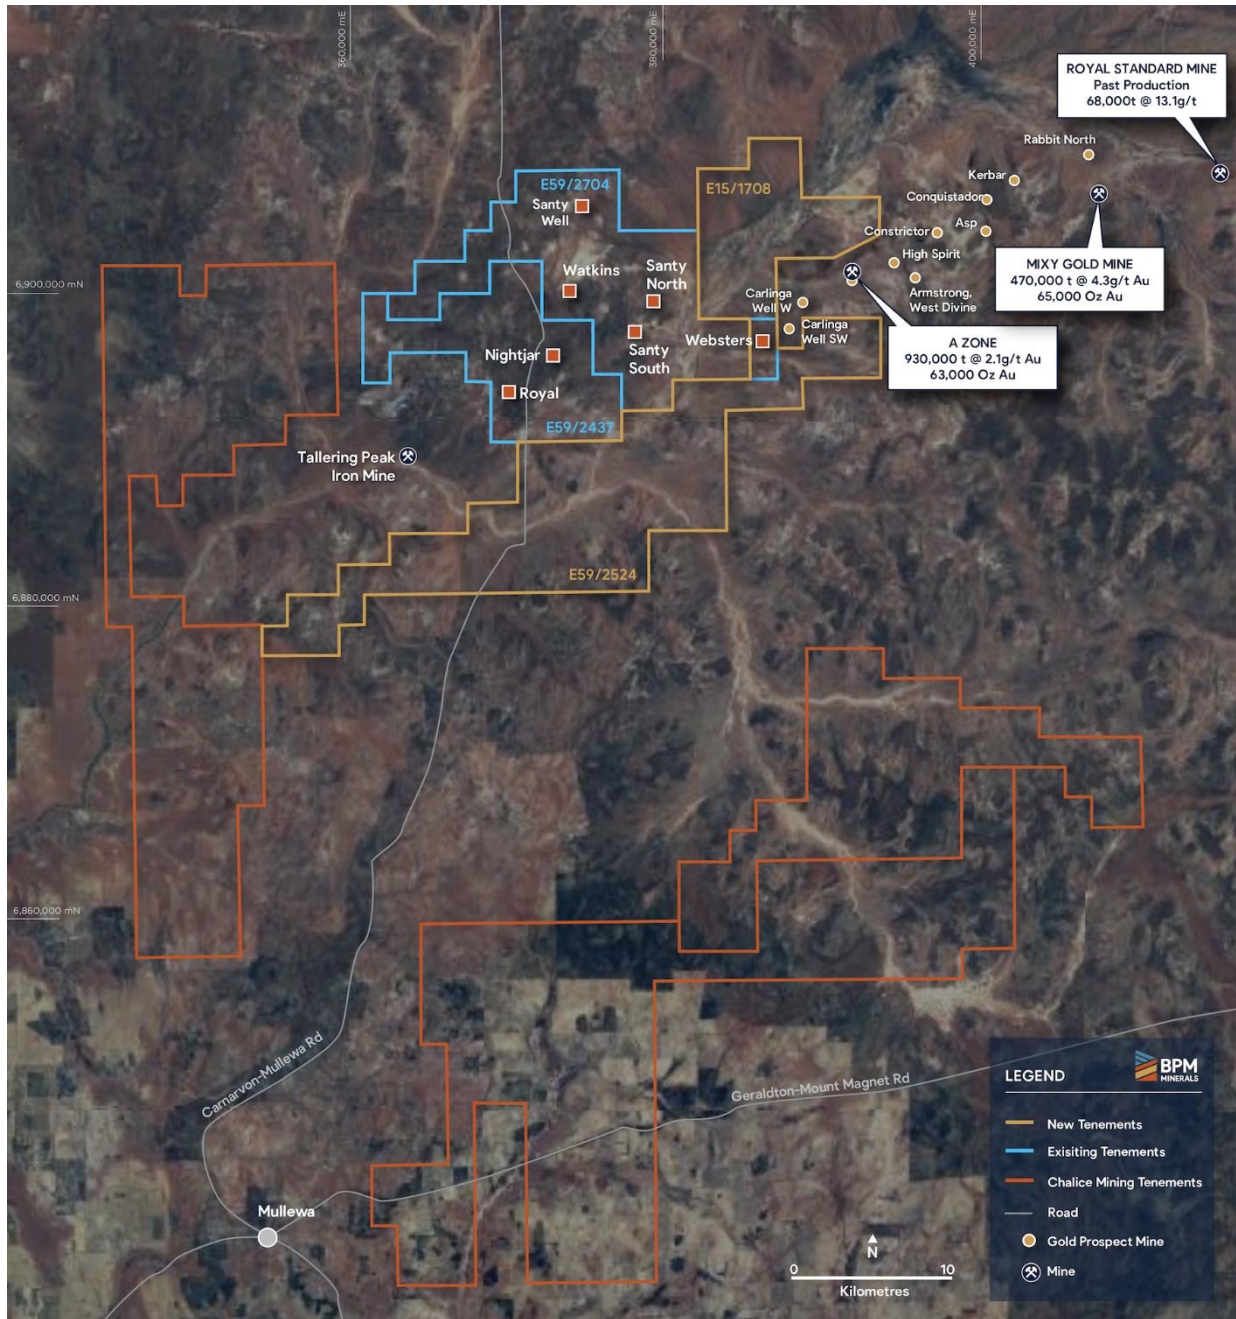 360,000 mE
380,000 mE
400,000 mE
ROYAL STANDARD MINE
Past Production
68,000t @ 13.1g/t
Rabbit North
Kerbar
Conquistador
Asp
Constrictor
High Spirit
Armstrong,
West Divine
MIXY GOLD MINE
470,000 t @ 4.3g/t Au
65,000 Oz Au
A ZONE
930,000 t @ 2.1g/t Au
63,000 Oz Au
E59/2704
Santy
Well
E15/1708
Watkins
Santy
North
6,900,000 mN
Carlinga
Well W
Carlinga
Well SW
Websters
Santy
South
Nightjar
Royal
E59/2437
Tallering Peak
Iron Mine
E59/2524
6,880,000 mN
6,860,000 mN
Carnarvon-Mullewa Rd
Geraldton-Mount Magnet Rd
Mullewa
N
0 10
Kilometres
LEGEND
BPM
MINERALS
New Tenements
Exisiting Tenements
Chalice Mining Tenements
Road
Gold Prospect Mine
Mine